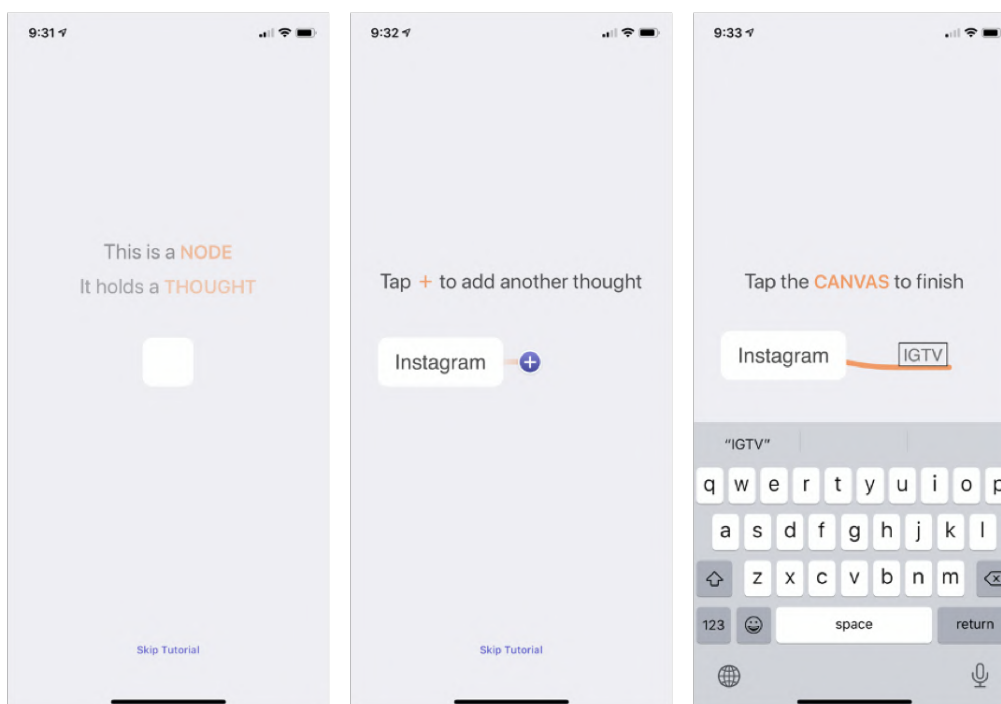 9:31
This is a NODE
It holds a THOUGHT
Skip Tutorial
9:32
Tap + to add another thought
Instagram
+
Skip Tutorial
9:33
Tap the CANVAS to finish
Instagram
IGTV
“IGTV”
q w e r t y u i o p
a s d f g h j k l
z x c v b n m
123 space return